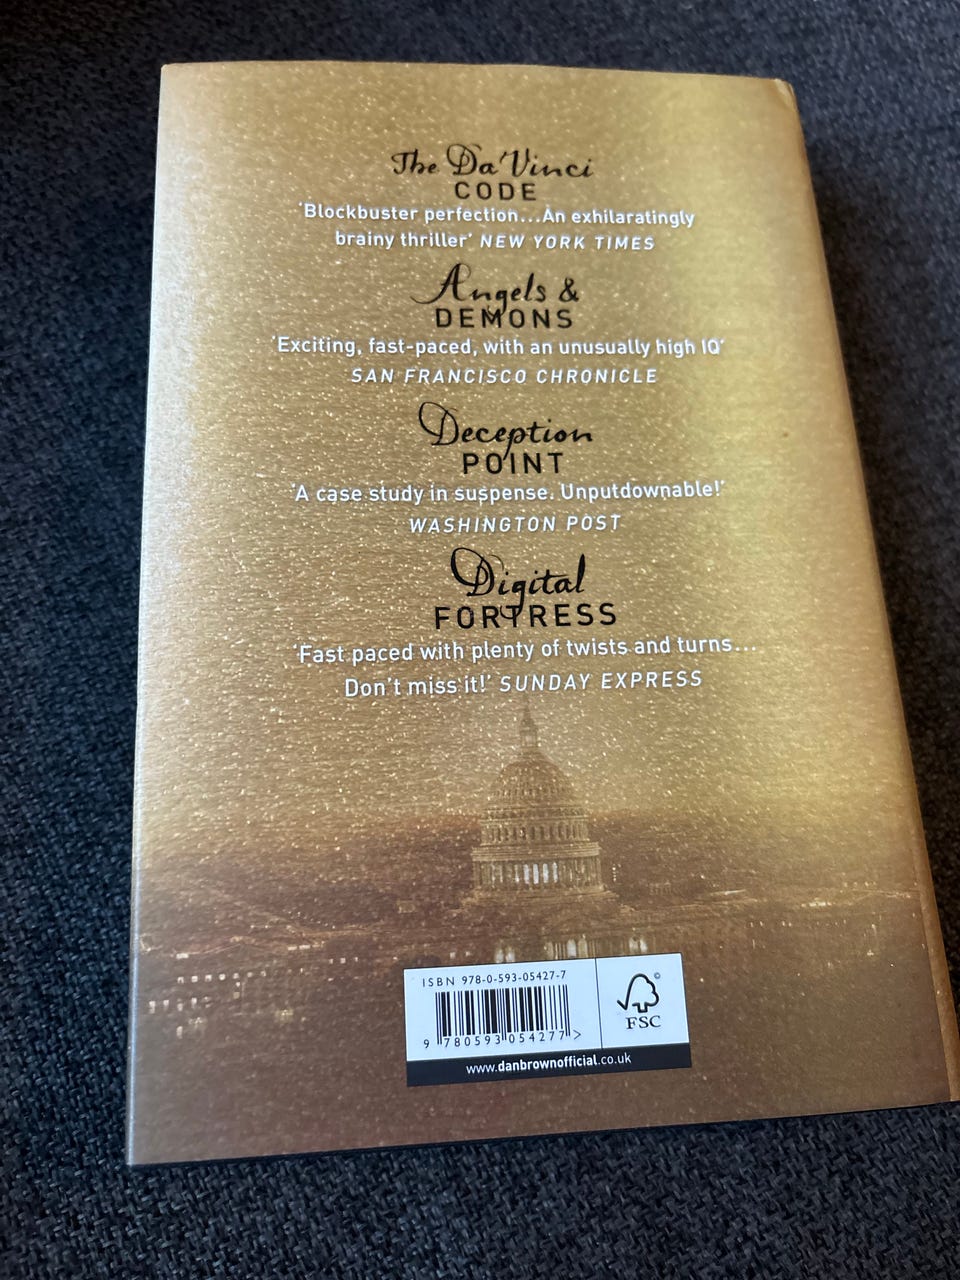 The Da Vinci
CODE
‘Blockbuster perfection...An exhilaratingly
brainy thriller’ NEW YORK TIMES
Angels &
DEMONS
‘Exciting, fast-paced, with an unusually high IQ’
SAN FRANCISCO CHRONICLE
Deception
POINT
‘A case study in suspense. Unputdownable!’
WASHINGTON POST
Digital
FORTRESS
‘Fast paced with plenty of twists and turns...
Don’t miss it!’ SUNDAY EXPRESS
ISBN 978-0-593-05427-7
9 780593 054277 >
©
FSC
www.danbrownofficial.co.uk